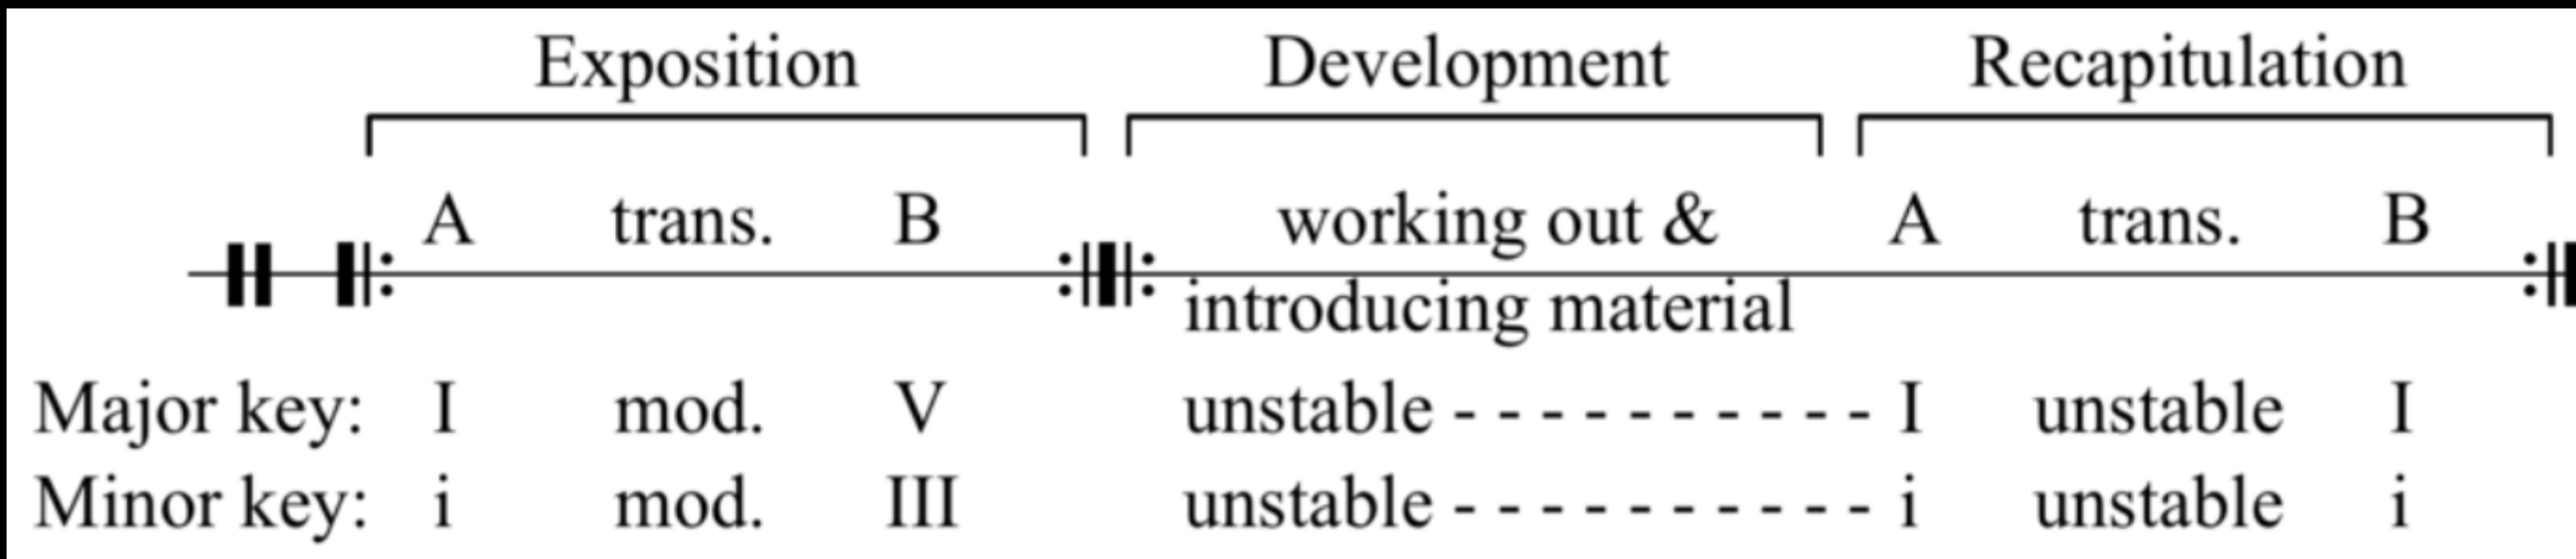 Exposition Development Recapitulation
A trans. B working out & A trans. B
introducing material
Major key: I mod. V unstable - - - - - - - - - - I unstable I
Minor key: i mod. III unstable - - - - - - - - - - i unstable i